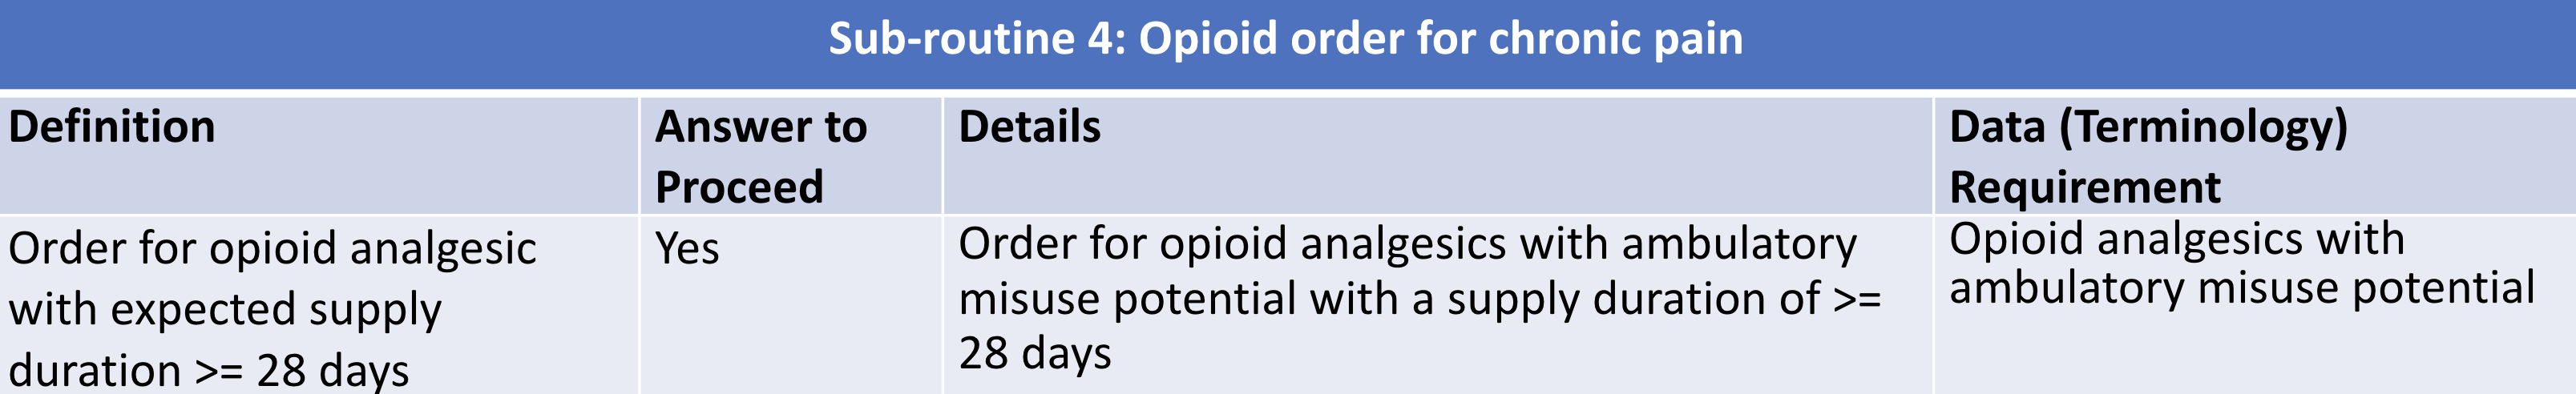 Sub-routine 4: Opioid order for chronic pain
Definition
Answer to
Proceed
Details
Data (Terminology)
Requirement
Order for opioid analgesic
with expected supply
duration >= 28 days
Yes
Order for opioid analgesics with ambulatory
misuse potential with a supply duration of >=
28 days
Opioid analgesics with
ambulatory misuse potential